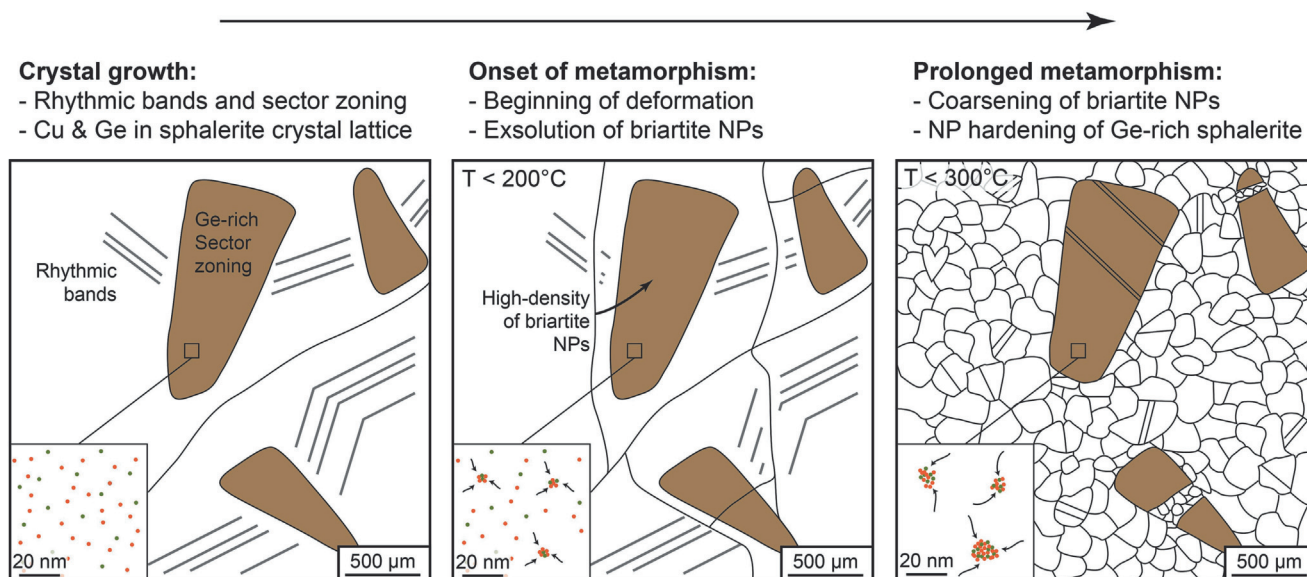 Crystal growth:
- Rhythmic bands and sector zoning
- Cu & Ge in sphalerite crystal lattice
Ge-rich
Sector
zoning
Rhythmic
bands
20 nm
500 µm
Onset of metamorphism:
- Beginning of deformation
- Exsolution of briartite NPs
T < 200°C
High-density
of briartite
NPs
20 nm
500 µm
Prolonged metamorphism:
- Coarsening of briartite NPs
- NP hardening of Ge-rich sphalerite
T < 300°C
20 nm
500 µm